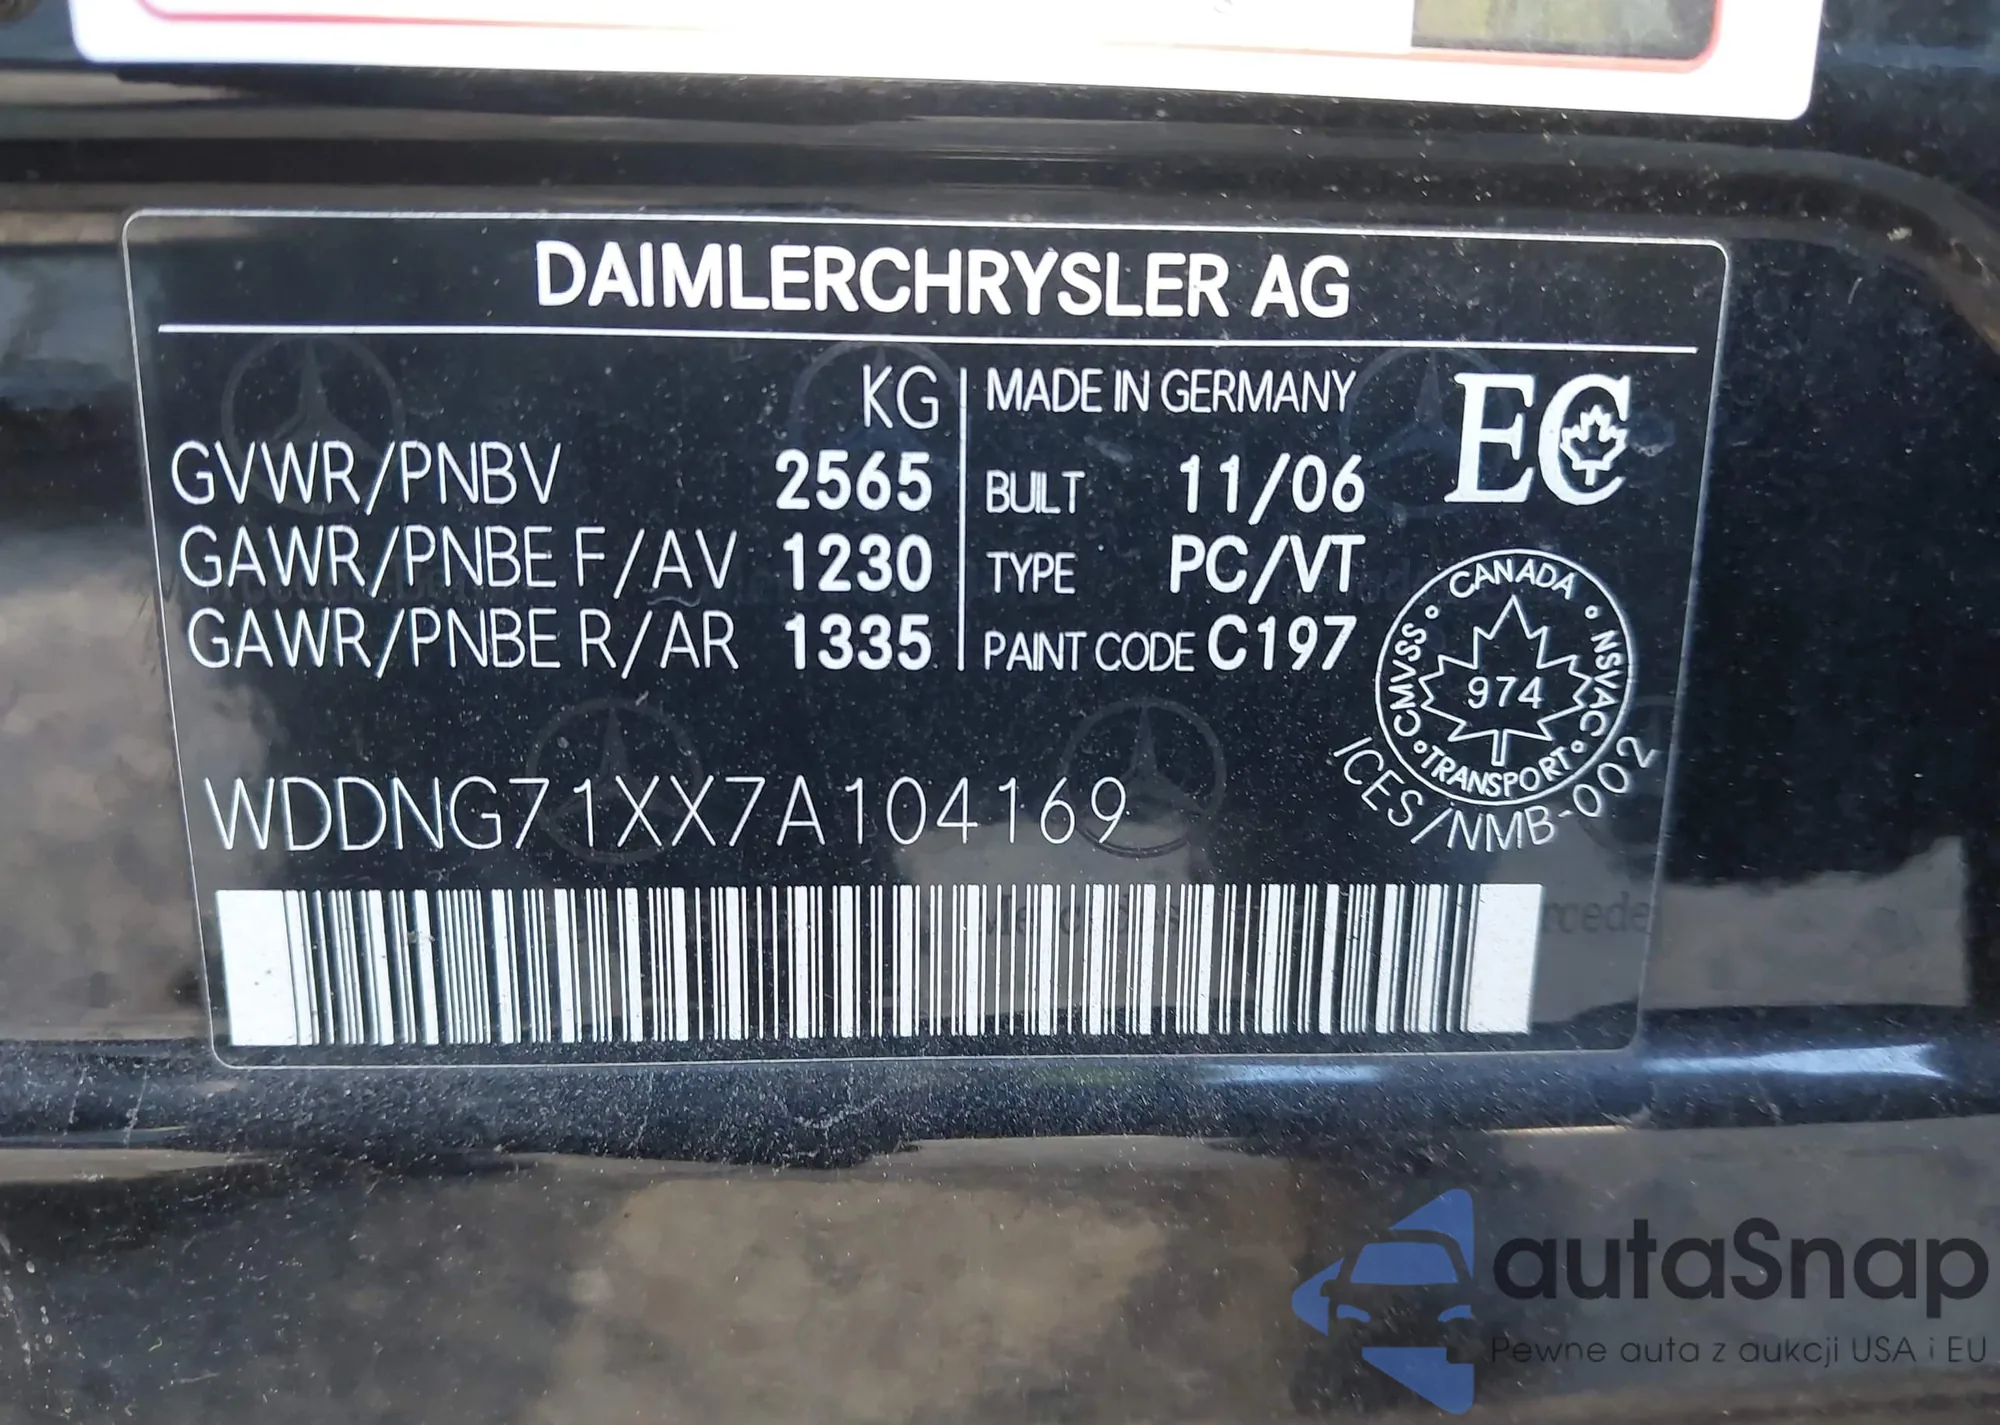 DAIMLERCHRYSLER AG
KG
GVWR/PNBV 2565
GAWR/PNBE F/AV 1230
GAWR/PNBE R/AR 1335
MADE IN GERMANY
BUILT 11/06
TYPE PC/VT
PAINT CODE C197
EC
CANADA
CMVSS NSVAC
974
TRANSPORT
ICES/NMB-002
WDDNG71XX7A104169
autaSnap
Pewne auta z aukcji USA i EU